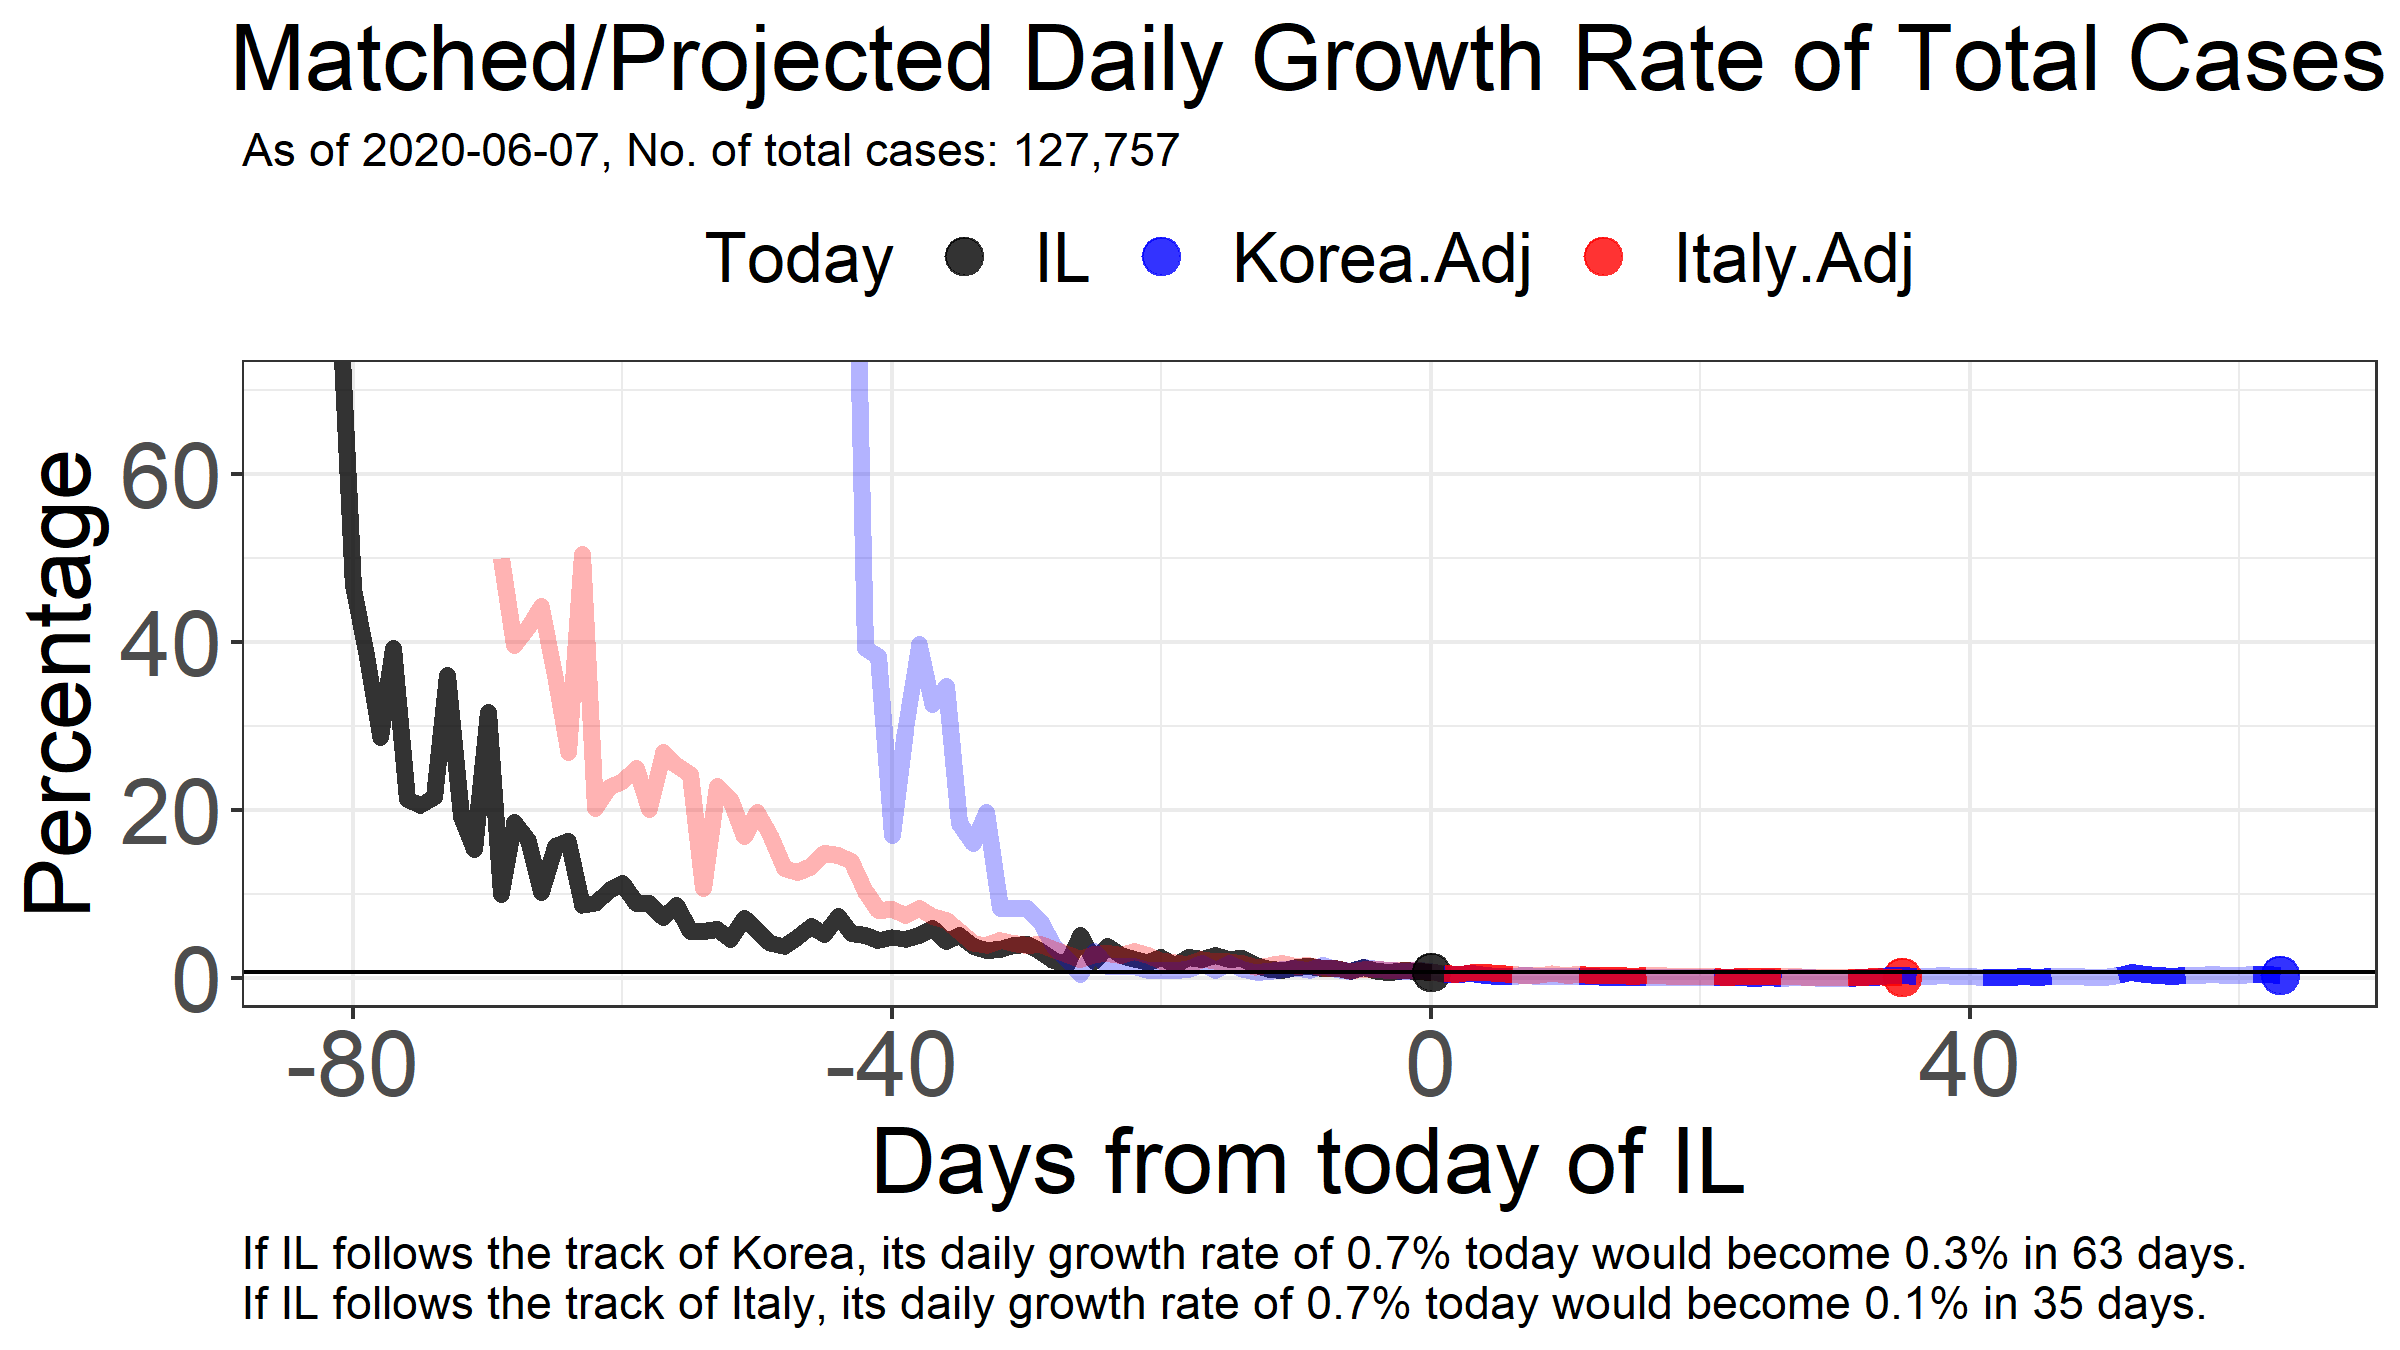 Matched/Projected Daily Growth Rate of Total Cases
As of 2020-06-07, No. of total cases: 127,757
Today IL Korea.Adj Italy.Adj
Percentage
60
40
20
0
-80 -40 0 40
Days from today of IL
If IL follows the track of Korea, its daily growth rate of 0.7% today would become 0.3% in 63 days.
If IL follows the track of Italy, its daily growth rate of 0.7% today would become 0.1% in 35 days.